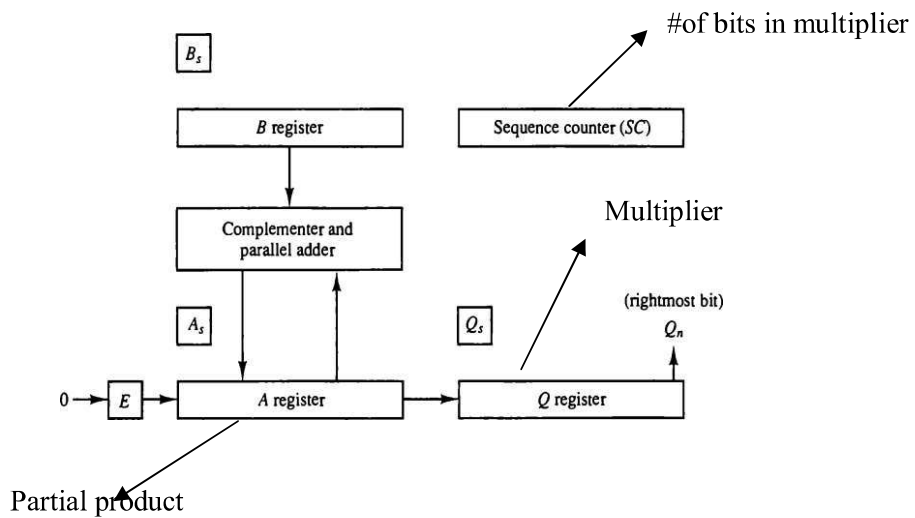 #of bits in multiplier
B_s
B register
Sequence counter (SC)
Complementer and
parallel adder
Multiplier
(rightmost bit)
A_s
Q_s
Q_n
0
E
A register
Q register
Partial product